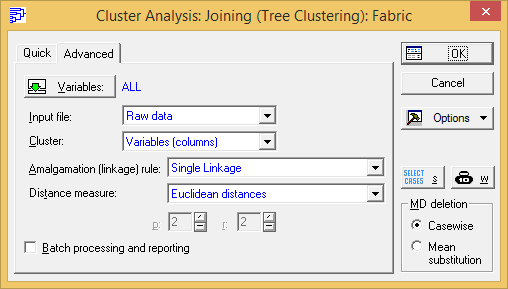 Cluster Analysis: Joining (Tree Clustering): Fabric
Quick Advanced
Variables: ALL
Input file: Raw data
Cluster: Variables (columns)
Amalgamation (linkage) rule: Single Linkage
Distance measure: Euclidean distances
p: 2 r: 2
Batch processing and reporting
OK
Cancel
Options
SELECT CASES S W
MD deletion
Casewise
Mean
substitution